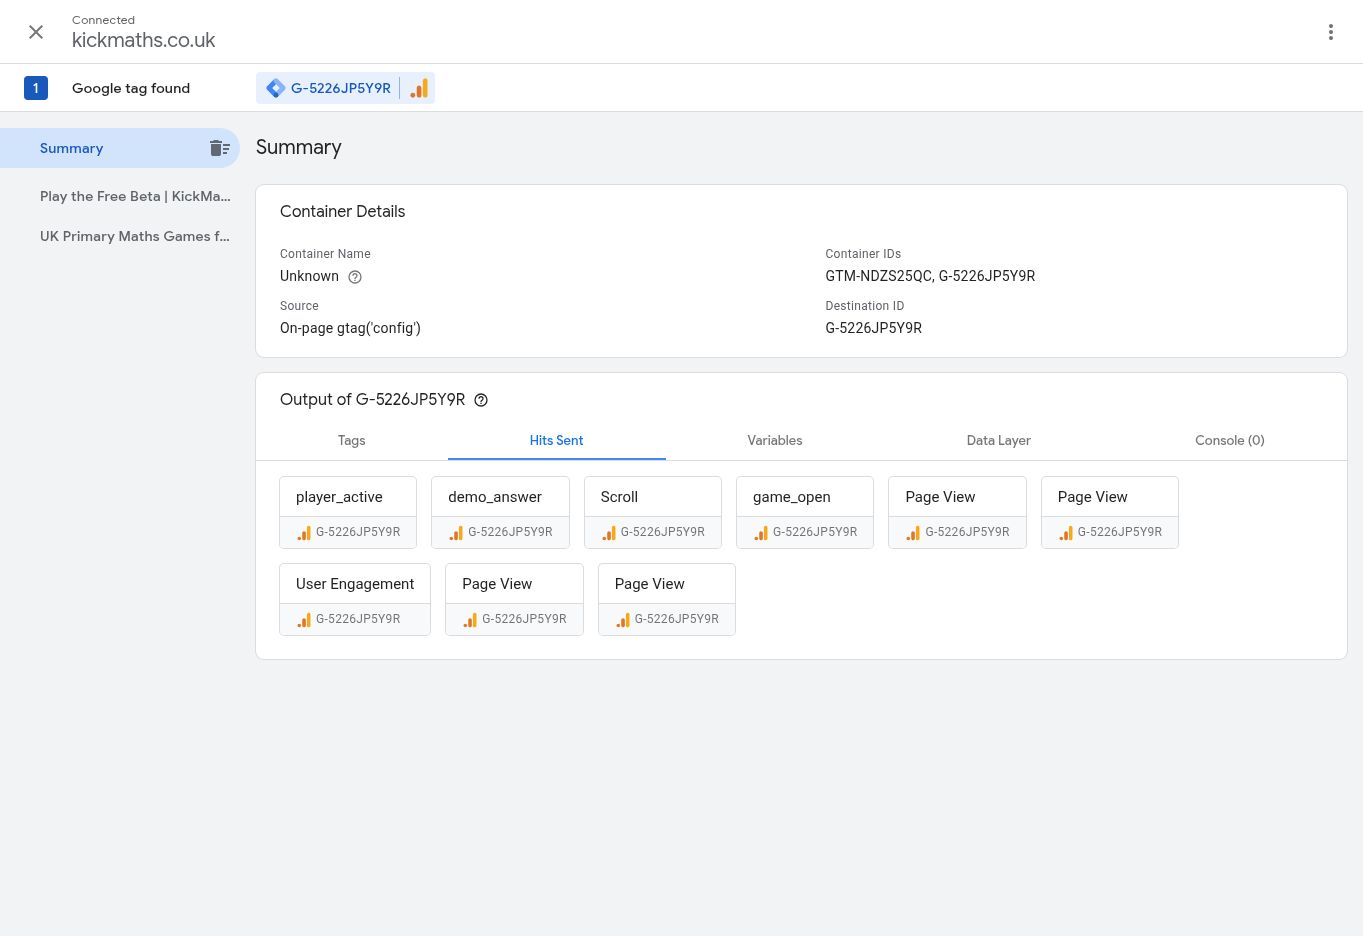 Connected
kickmaths.co.uk
1 Google tag found G-5226JP5Y9R
Summary
Play the Free Beta | KickMa...
UK Primary Maths Games f...
Summary
Container Details
Container Name
Unknown
Container IDs
GTM-NDZS25QC, G-5226JP5Y9R
Source
On-page gtag('config')
Destination ID
G-5226JP5Y9R
Output of G-5226JP5Y9R
Tags Hits Sent Variables Data Layer Console (0)
player_active demo_answer Scroll game_open Page View Page View
G-5226JP5Y9R G-5226JP5Y9R G-5226JP5Y9R G-5226JP5Y9R G-5226JP5Y9R G-5226JP5Y9R
User Engagement Page View Page View
G-5226JP5Y9R G-5226JP5Y9R G-5226JP5Y9R